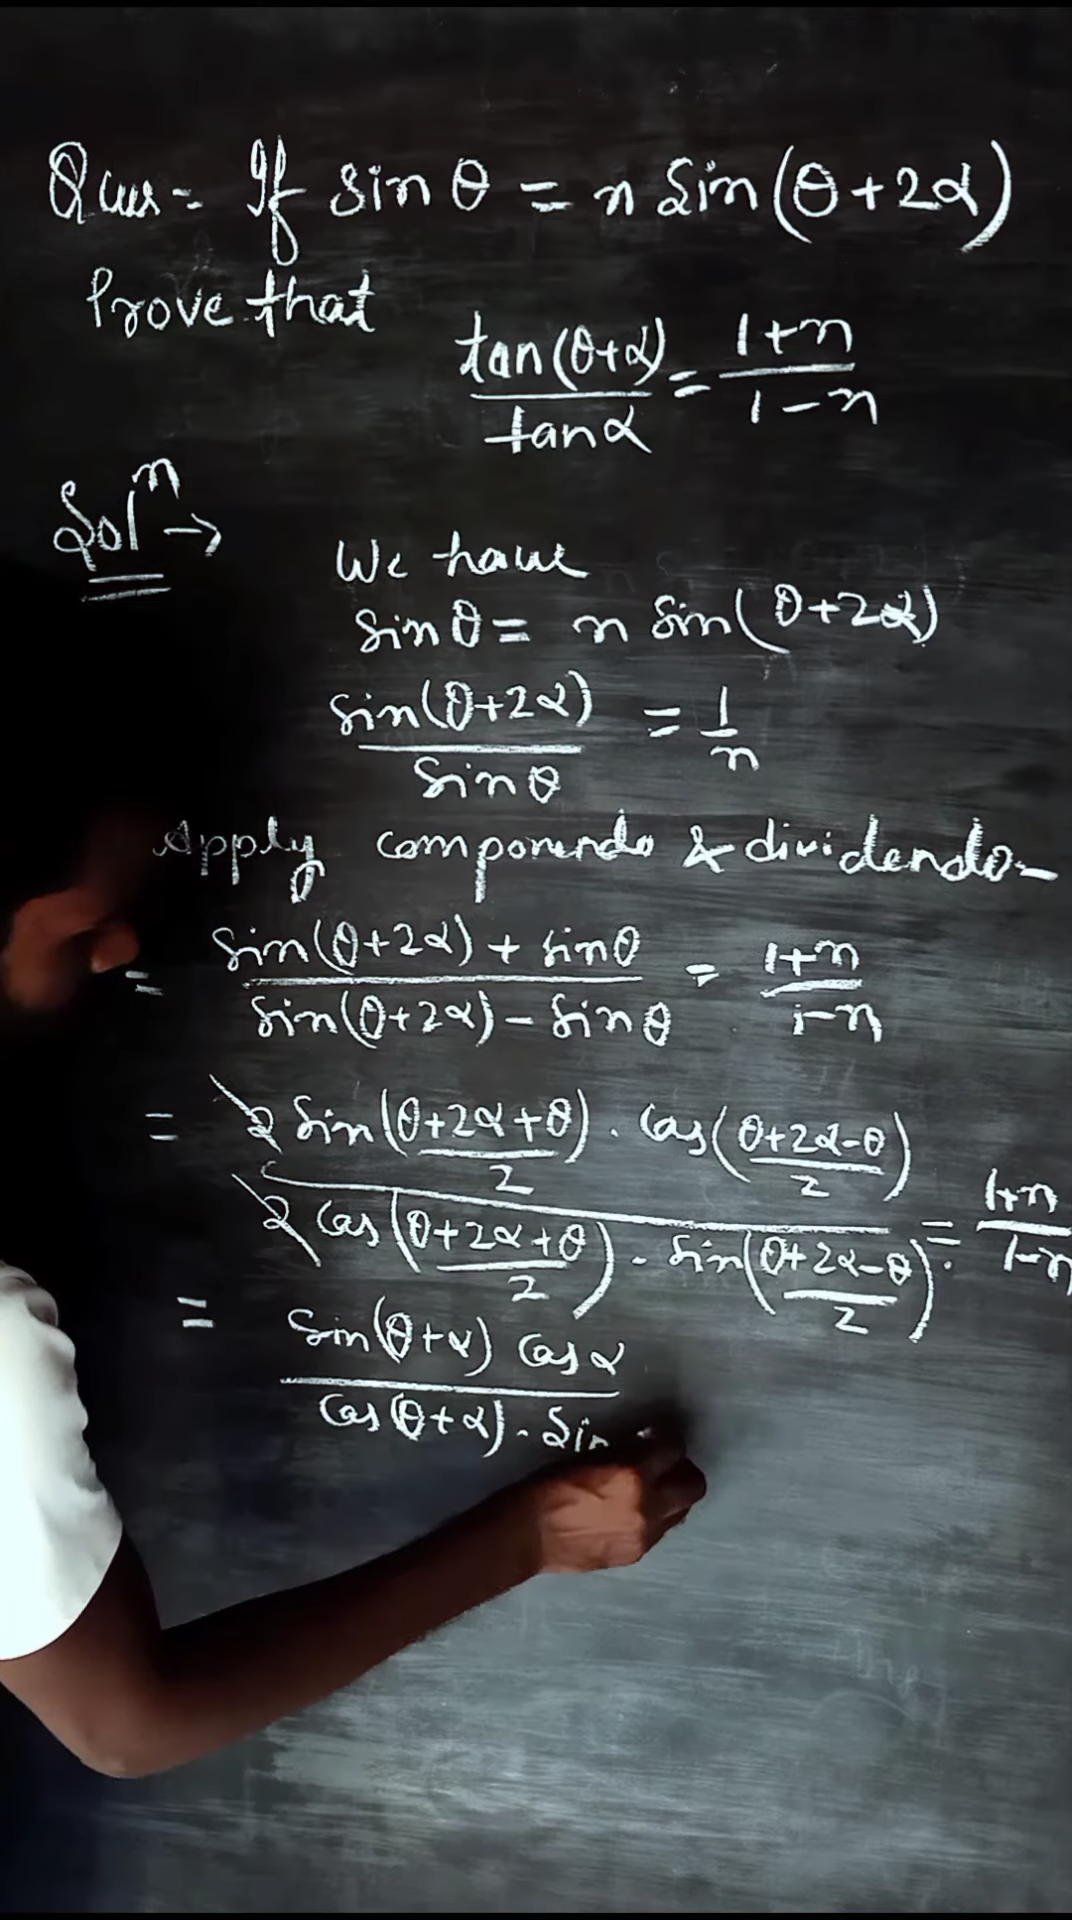 Ques- If sin θ = n sin(θ+2α)
Prove that
tan(θ+α)/tanα = 1+n/1-n
Solⁿ →
We have
sin θ = n sin(θ+2α)
sin(θ+2α)/sin θ = 1/n
Apply componendo & dividendo-
= sin(θ+2α) + sinθ/sin(θ+2α) - sinθ = 1+n/1-n
= 2 sin(θ+2α+θ/2) . cos(θ+2α-θ/2)/2 cos(θ+2α+θ/2) . sin(θ+2α-θ/2) = 1+n/1-n
= sin(θ+α) cos α/cos(θ+α) . sin